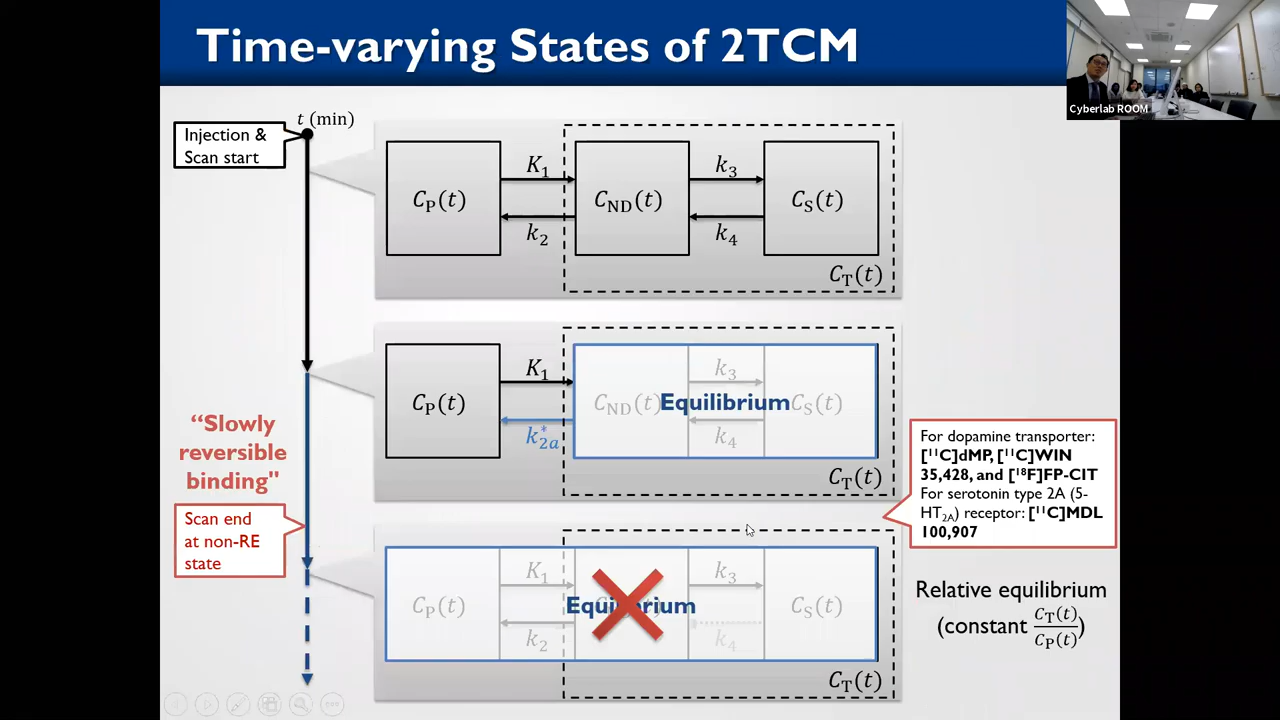 Time-varying States of 2TCM
Cyberlab ROOM
t (min)
Injection &
Scan start
C_P(t)
K_1
k_2
C_ND(t)
k_3
k_4
C_S(t)
C_T(t)
C_P(t)
K_1
k*_2a
C_ND(t)
Equilibrium
k_3
k_4
C_S(t)
C_T(t)
“Slowly
reversible
binding"
Scan end
at non-RE
state
For dopamine transporter:
[¹¹C]dMP, [¹¹C]WIN
35,428, and [¹⁸F]FP-CIT
For serotonin type 2A (5-
HT₂A) receptor: [¹¹C]MDL
100,907
C_P(t)
K_1
k_2
Equilibrium
k_3
k_4
C_S(t)
C_T(t)
Relative equilibrium
(constant C_T(t)/C_P(t))